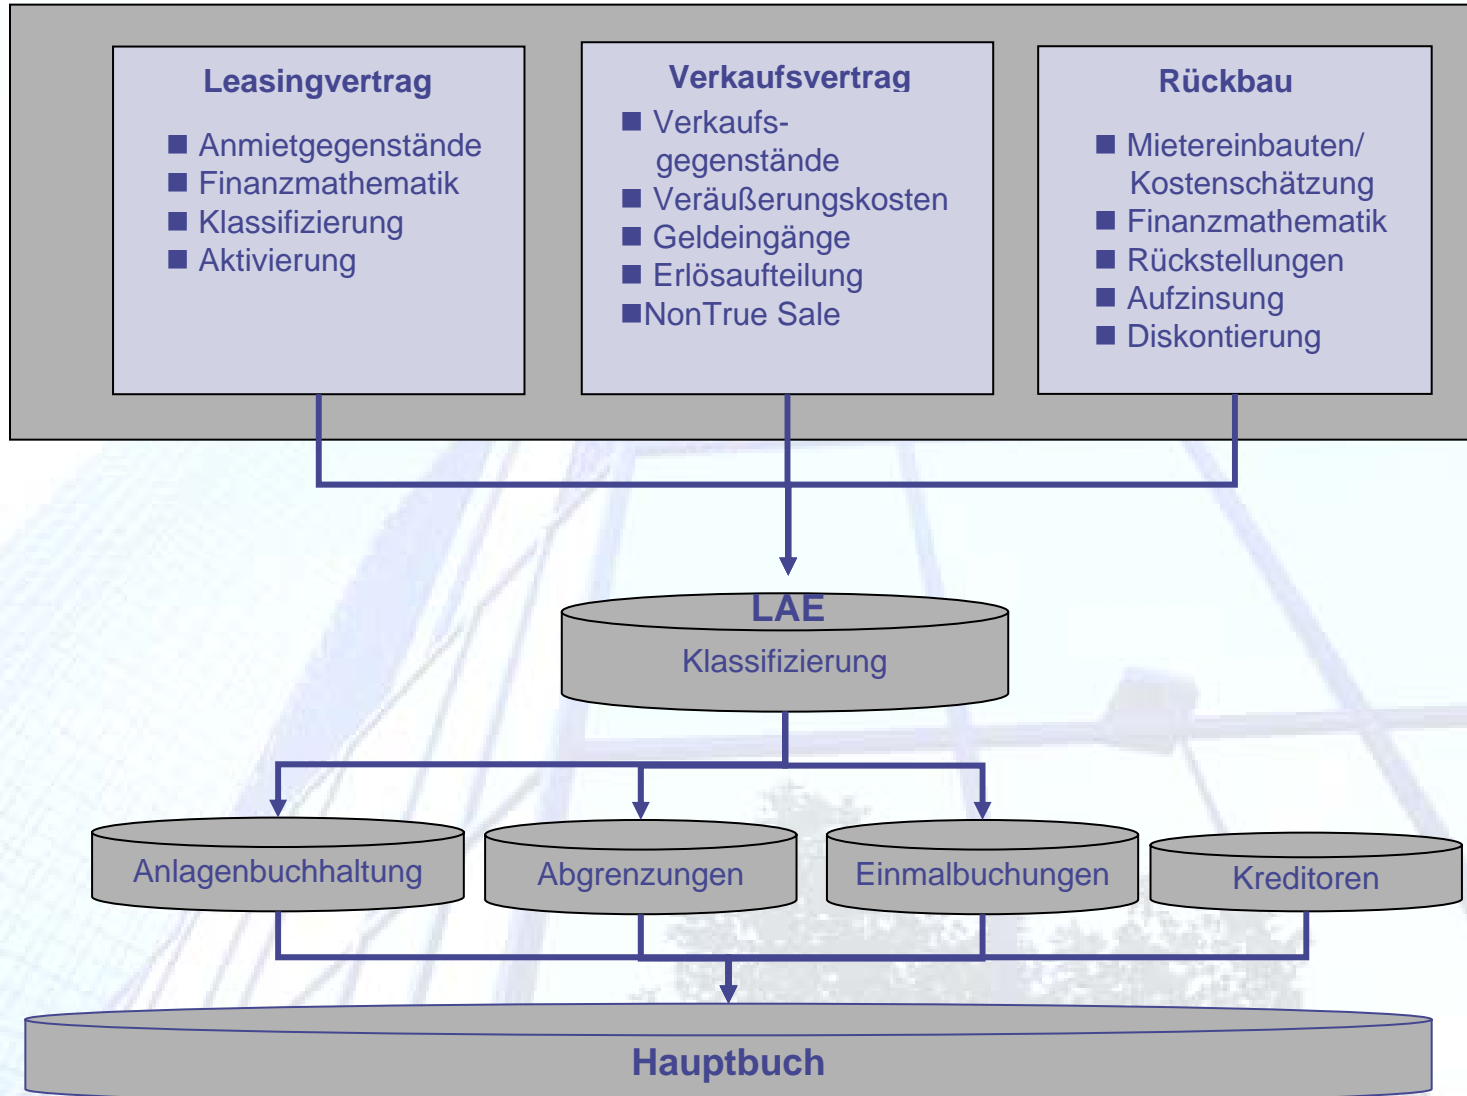 Leasingvertrag
■ Anmietgegenstände
■ Finanzmathematik
■ Klassifizierung
■ Aktivierung
Verkaufsvertrag
■ Verkaufs-
gegenstände
■ Veräußerungskosten
■ Geldeingänge
■ Erlösaufteilung
■NonTrue Sale
Rückbau
■ Mietereinbauten/
Kostenschätzung
■ Finanzmathematik
■ Rückstellungen
■ Aufzinsung
■ Diskontierung
LAE
Klassifizierung
Anlagenbuchhaltung
Abgrenzungen
Einmalbuchungen
Kreditoren
Hauptbuch